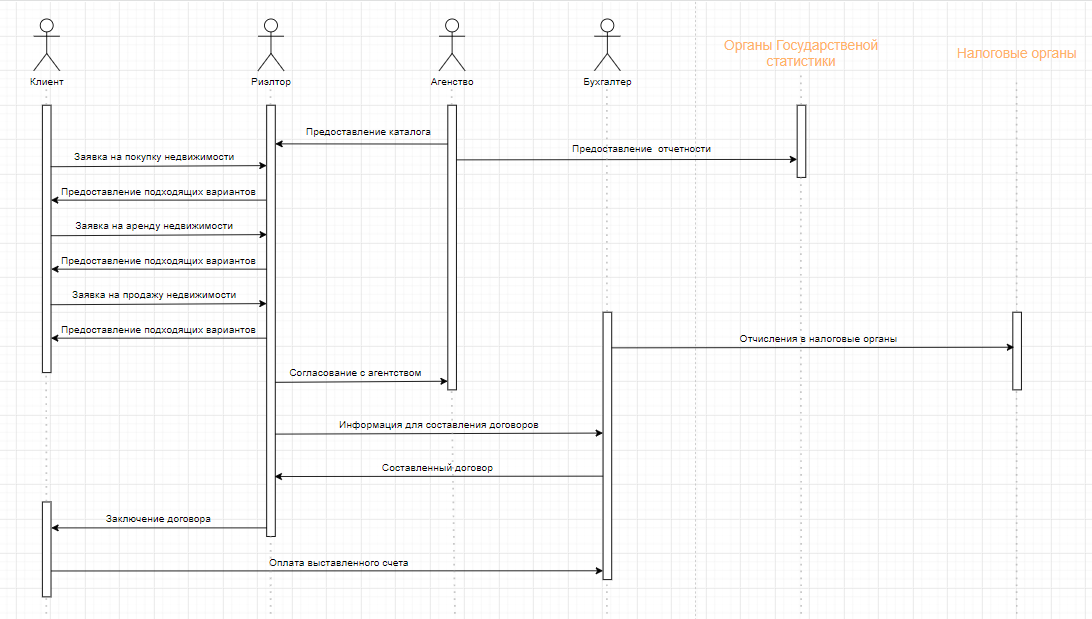 Органы Государственой
статистики
Налоговые органы
Клиент
Риэлтор
Агенство
Бухгалтер
Предоставление каталога
Предоставление отчетности
Заявка на покупку недвижимости
Предоставление подходящих вариантов
Заявка на аренду недвижимости
Предоставление подходящих вариантов
Заявка на продажу недвижимости
Предоставление подходящих вариантов
Отчисления в налоговые органы
Согласование с агентством
Информация для составления договоров
Составленный договор
Заключение договора
Оплата выставленного счета